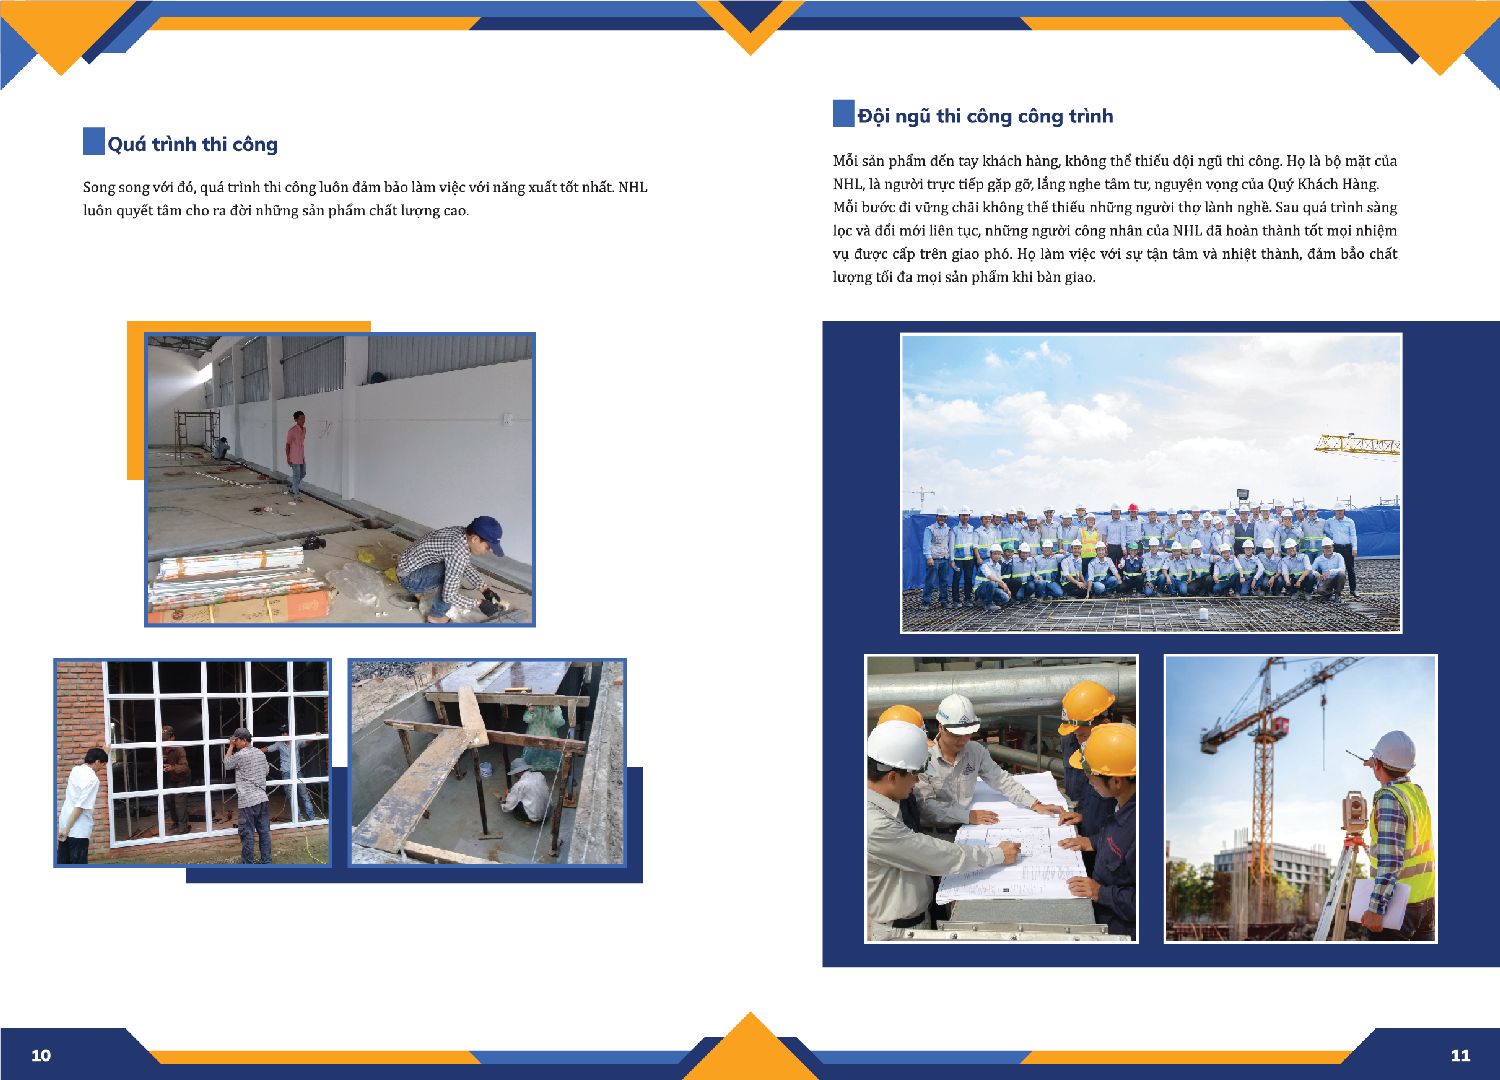 Quá trình thi công
Song song với đó, quá trình thi công luôn đảm bảo làm việc với năng xuất tốt nhất. NHL
luôn quyết tâm cho ra đời những sản phẩm chất lượng cao.
10
Đội ngũ thi công công trình
Mỗi sản phẩm đến tay khách hàng, không thể thiếu đội ngũ thi công. Họ là bộ mặt của
NHL, là người trực tiếp gặp gỡ, lắng nghe tâm tư, nguyện vọng của Quý Khách Hàng.
Mỗi bước đi vững chãi không thể thiếu những người thợ lành nghề. Sau quá trình sàng
lọc và đổi mới liên tục, những người công nhân của NHL đã hoàn thành tốt mọi nhiệm
vụ được cấp trên giao phó. Họ làm việc với sự tận tâm và nhiệt thành, đảm bảo chất
lượng tối đa mọi sản phẩm khi bàn giao.
11